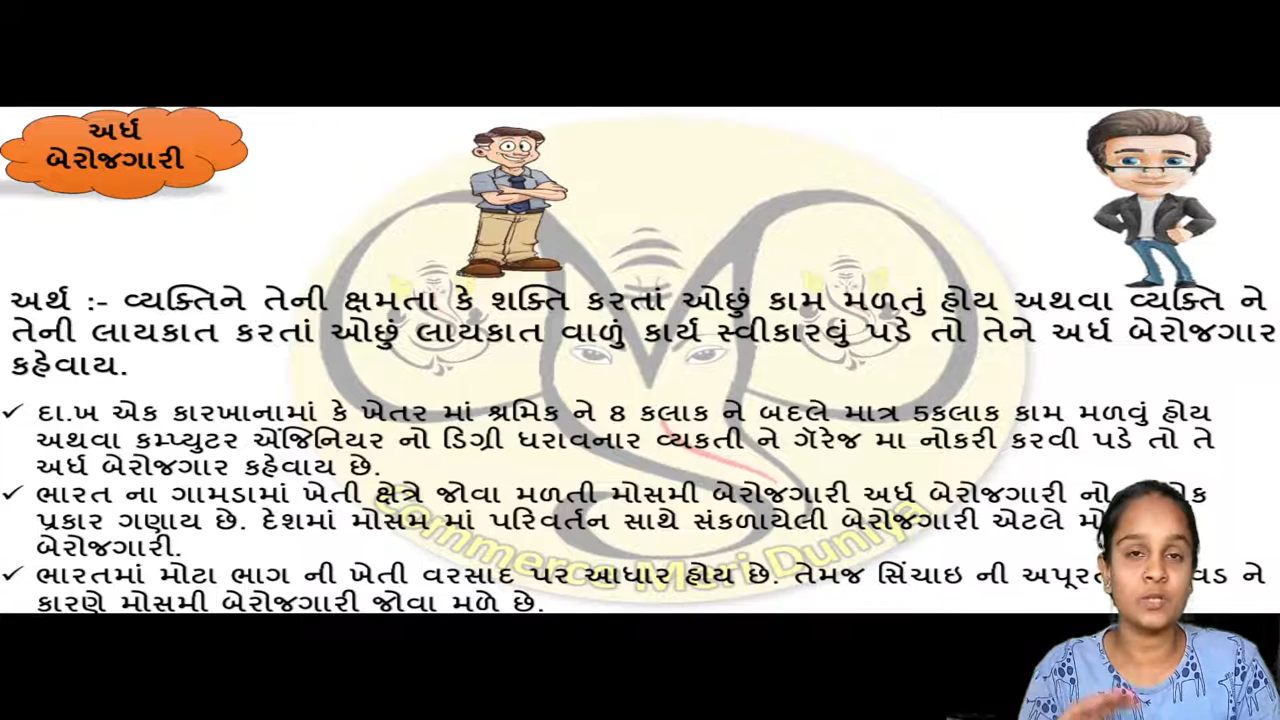 અર્ધ
બેરોજગારી
અર્થ :- વ્યક્તિને તેની ક્ષમતા કે શક્તિ કરતાં ઓછું કામ મળતું હોય અથવા વ્યક્તિ ને
તેની લાયકાત કરતાં ઓછું લાયકાત વાળું કાર્ય સ્વીકારવું પડે તો તેને અર્ધ બેરોજગાર
કહેવાય.
✓ દા.ખ એક કારખાનામાં કે ખેતર માં શ્રમિક ને 8 કલાક ને બદલે માત્ર 5કલાક કામ મળવું હોય
અથવા કમ્પ્યુટર એંજિનિયર નો ડિગ્રી ધરાવનાર વ્યકતી ને ગૅરેજ મા નોકરી કરવી પડે તો તે
અર્ધ બેરોજગાર કહેવાય છે.
✓ ભારત ના ગામડામાં ખેતી ક્ષેત્રે જોવા મળતી મોસમી બેરોજગારી અર્ધ બેરોજગારી નો
પ્રકાર ગણાય છે. દેશમાં મોસમ માં પરિવર્તન સાથે સંકળાયેલી બેરોજગારી એટલે
બેરોજગારી.
✓ ભારતમાં મોટા ભાગ ની ખેતી વરસાદ પર આધાર હોય છે. તેમજ સિંચાઇ ની ને
કારણે મોસમી બેરોજગારી જોવા મળે છે.
Commerce Meri Duniya